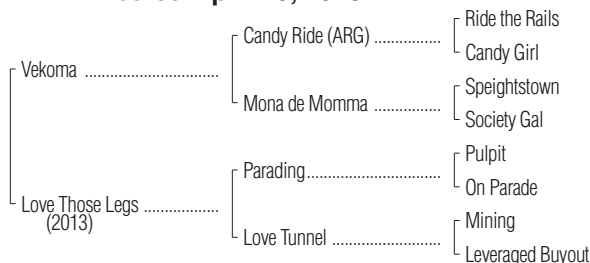 Vekoma ..................................
Love Those Legs ...................
(2013)
Candy Ride (ARG) ................
Mona de Momma .................
Parading...........................
Love Tunnel ....................
Ride the Rails
Candy Girl
Speightstown
Society Gal
Pulpit
On Parade
Mining
Leveraged Buyout